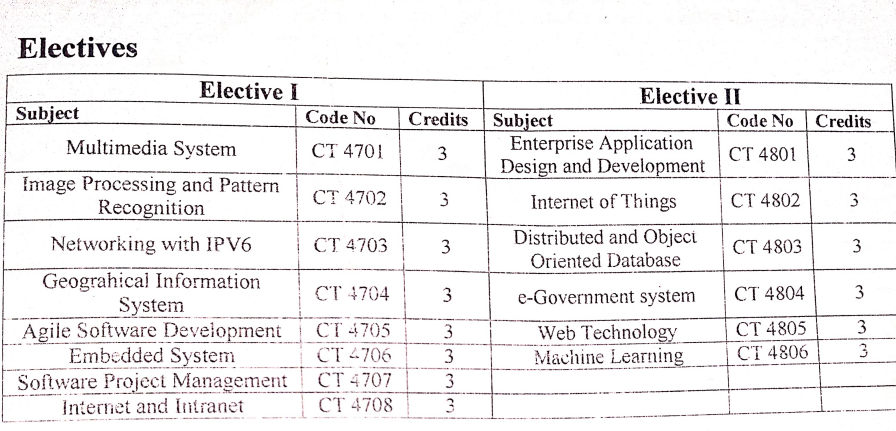 Electives
Elective I Elective II
Subject Code No Credits Subject Code No Credits
Multimedia System CT 4701 3 Enterprise Application Design and Development CT 4801 3
Image Processing and Pattern Recognition CT 4702 3 Internet of Things CT 4802 3
Networking with IPV6 CT 4703 3 Distributed and Object Oriented Database CT 4803 3
Geograhical Information System CT 4704 3 e-Government system CT 4804 3
Agile Software Development CT 4705 3 Web Technology CT 4805 3
Embedded System CT 4706 3 Machine Learning CT 4806 3
Software Project Management CT 4707 3
Internet and Intranet CT 4708 3